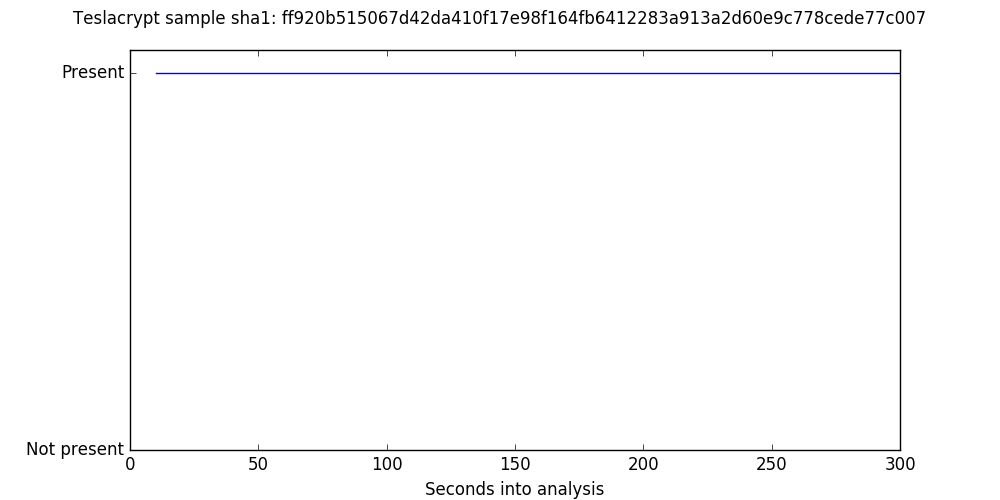 Teslacrypt sample sha1: ff920b515067d42da410f17e98f164fb6412283a913a2d60e9c778cede77c007
Present
Not present
0 50 100 150 200 250 300
Seconds into analysis